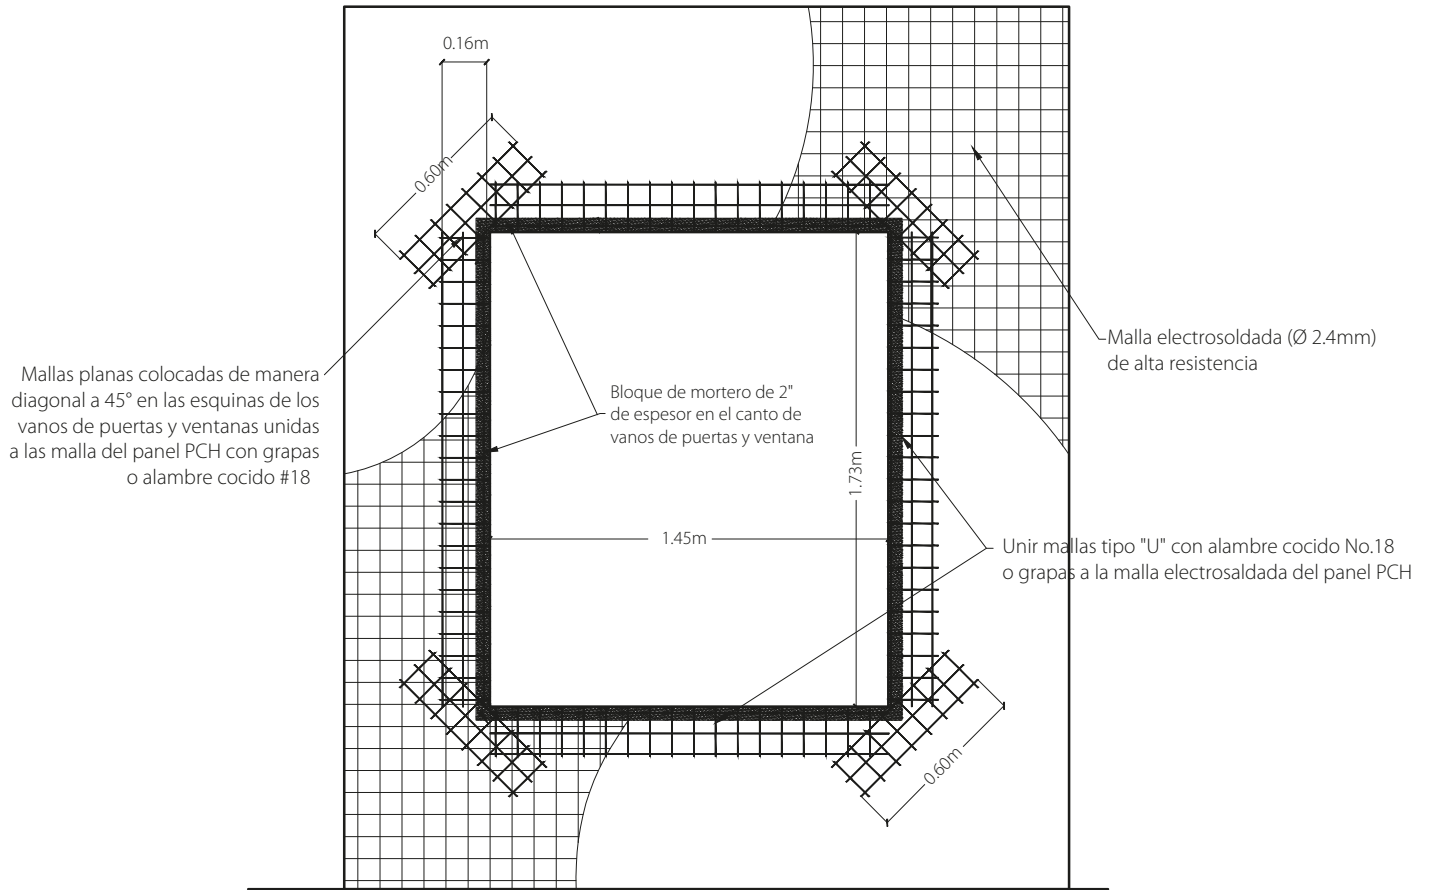 0.16m
0.60m
Malla electrosoldada (Ø 2.4mm)
de alta resistencia
Mallas planas colocadas de manera
diagonal a 45° en las esquinas de los
vanos de puertas y ventanas unidas
a las malla del panel PCH con grapas
o alambre cocido #18
Bloque de mortero de 2"
de espesor en el canto de
vanos de puertas y ventana
1.73m
1.45m
Unir mallas tipo "U" con alambre cocido No.18
o grapas a la malla electrosaldada del panel PCH
0.60m